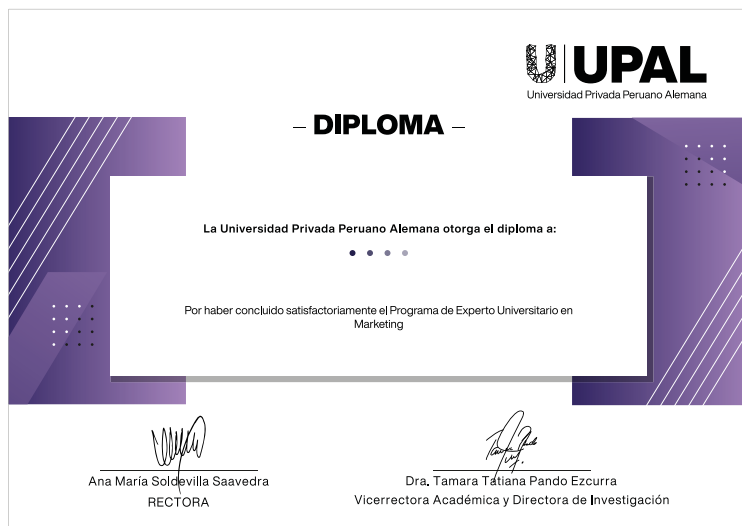 UPAL
Universidad Privada Peruano Alemana
– DIPLOMA –
La Universidad Privada Peruano Alemana otorga el diploma a:
Por haber concluido satisfactoriamente el Programa de Experto Universitario en
Marketing
Ana María Soldevilla Saavedra
RECTORA
Dra. Tamara Tatiana Pando Ezcurra
Vicerrectora Académica y Directora de Investigación